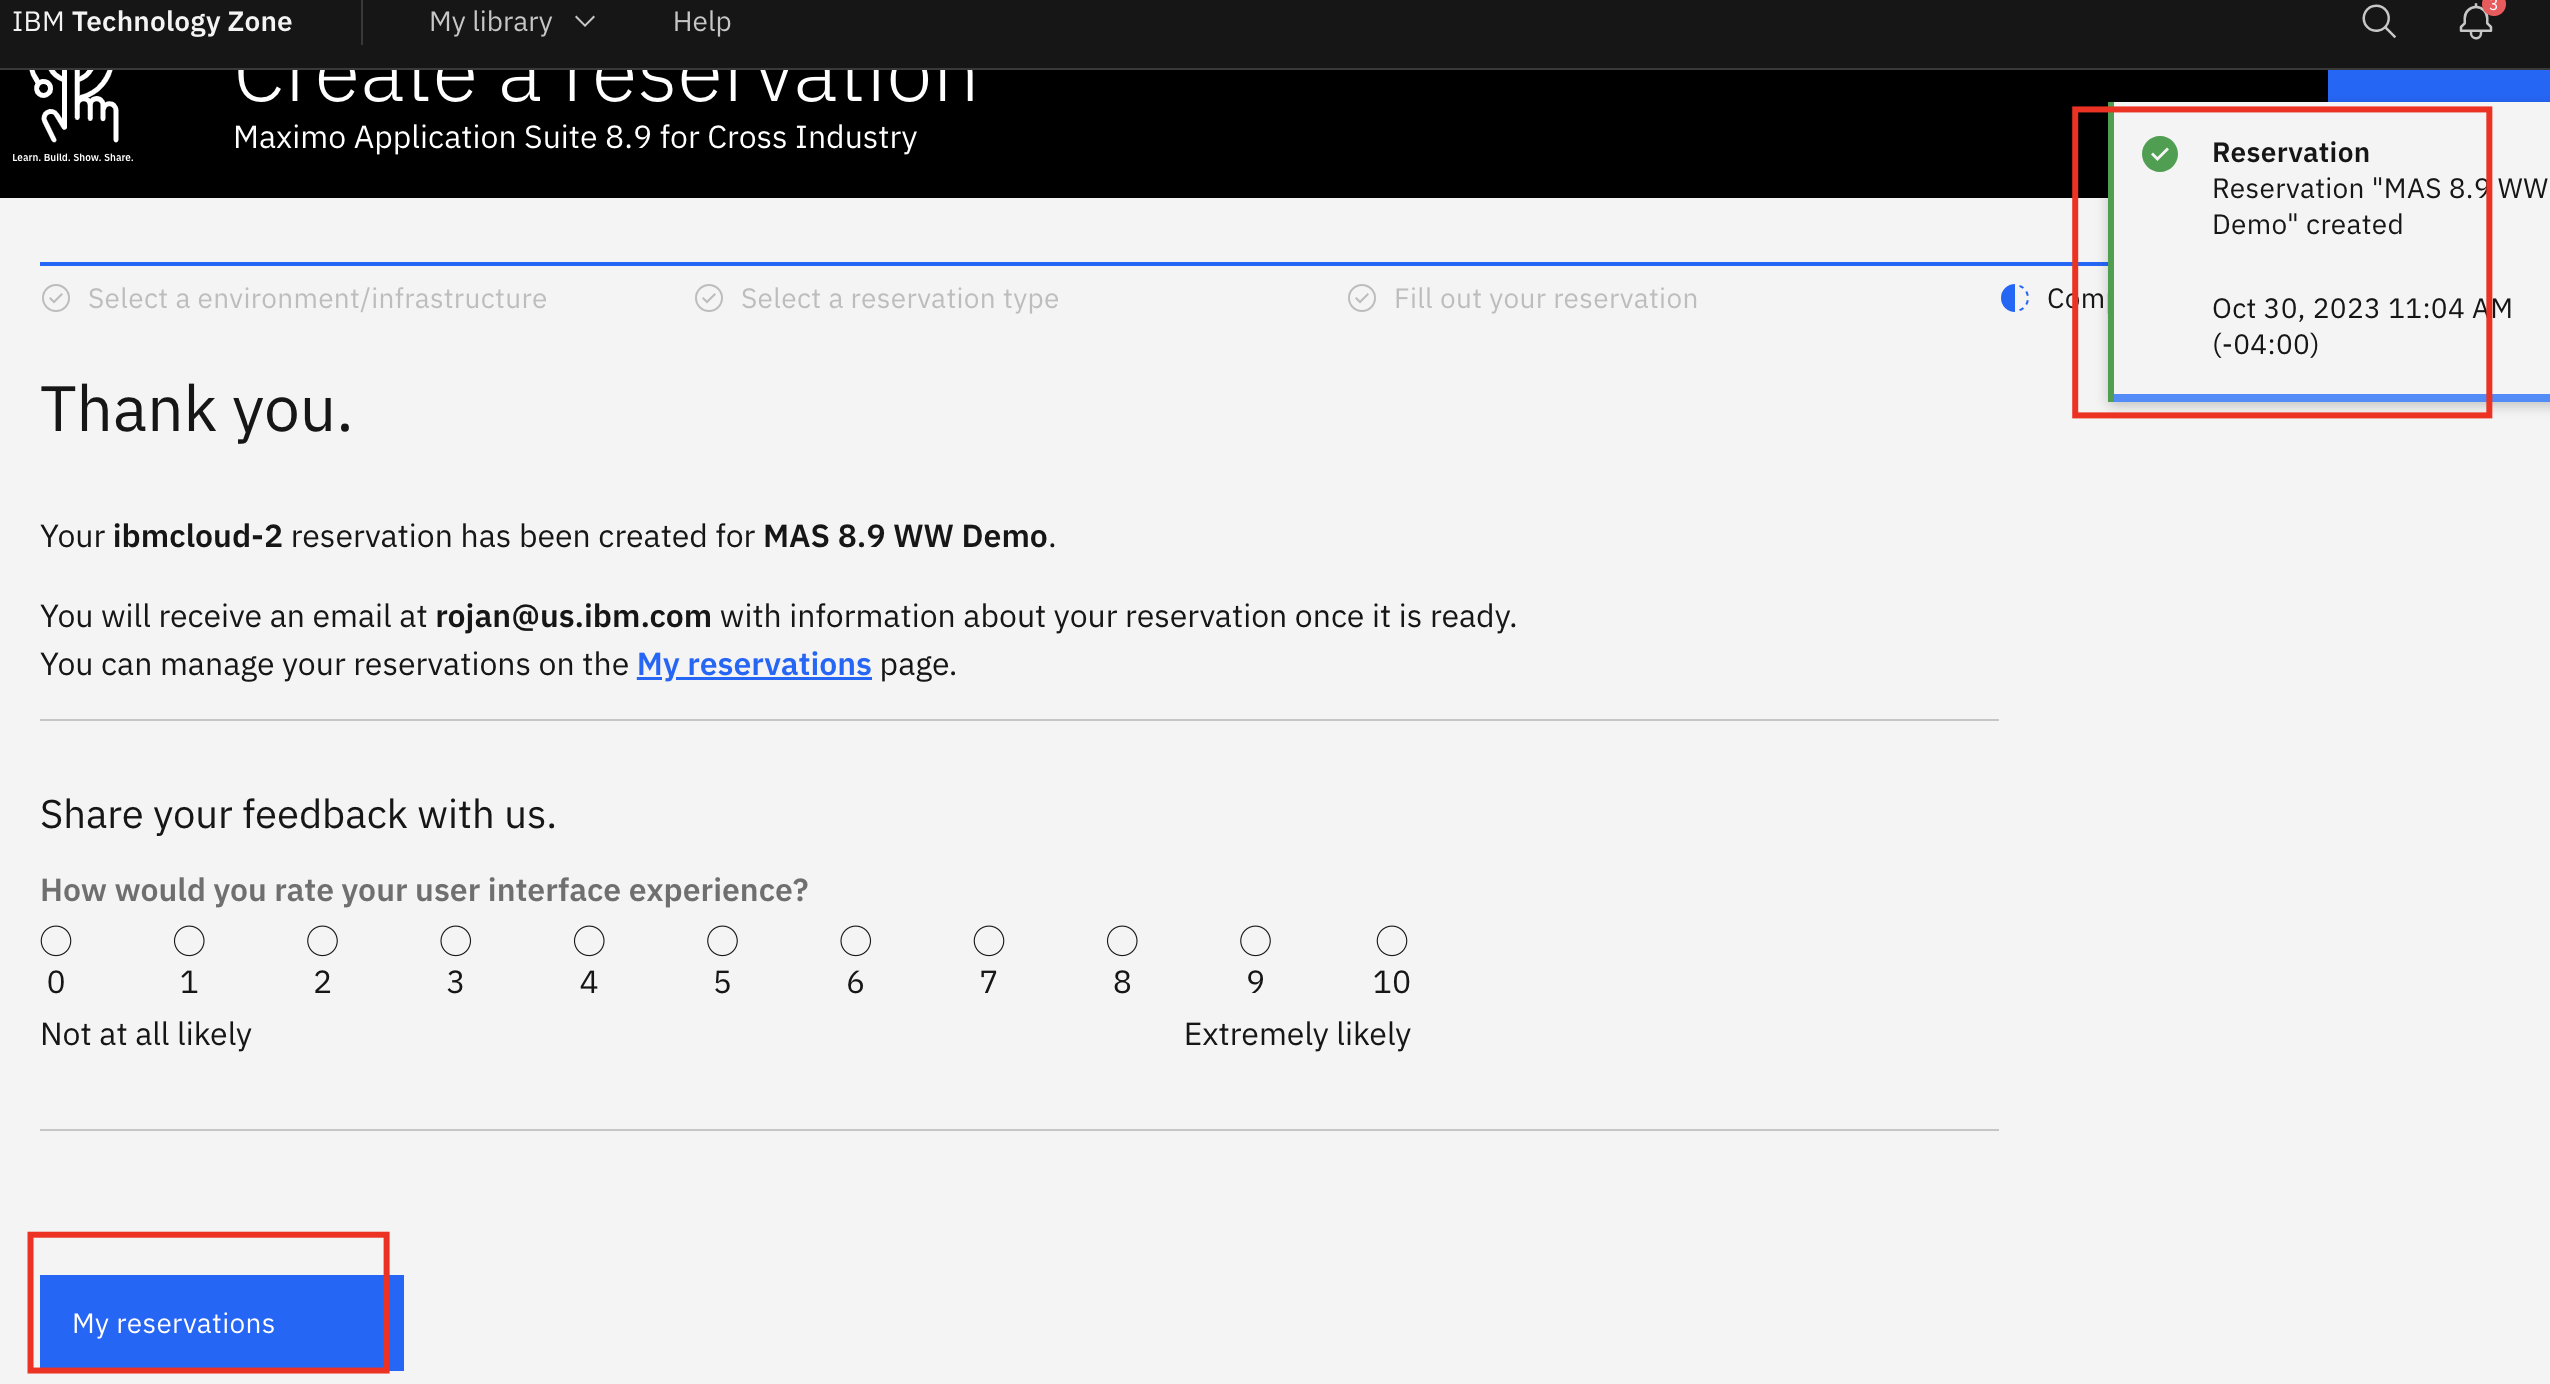 IBM Technology Zone
My library
Help
3
Create a reservation
Maximo Application Suite 8.9 for Cross Industry
Learn. Build. Show. Share.
Reservation
Reservation "MAS 8.9 WW
Demo" created
Oct 30, 2023 11:04 AM
(-04:00)
Select a environment/infrastructure
Select a reservation type
Fill out your reservation
Com
Thank you.
Your ibmcloud-2 reservation has been created for MAS 8.9 WW Demo.
You will receive an email at rojan@us.ibm.com with information about your reservation once it is ready.
You can manage your reservations on the My reservations page.
Share your feedback with us.
How would you rate your user interface experience?
0 1 2 3 4 5 6 7 8 9 10
Not at all likely
Extremely likely
My reservations